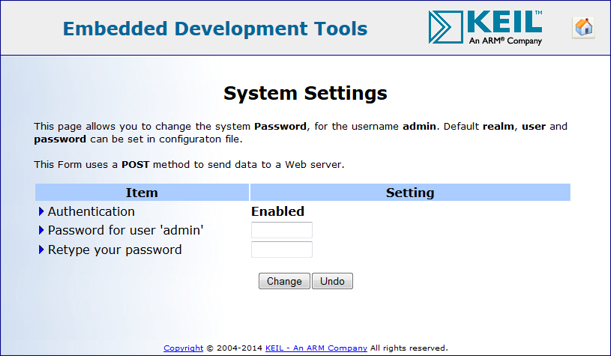 Embedded Development Tools
KEIL™
An ARM® Company
System Settings
This page allows you to change the system Password, for the username admin. Default realm, user and
password can be set in configuraton file.
This Form uses a POST method to send data to a Web server.
Item Setting
Authentication Enabled
Password for user 'admin'
Retype your password
Change Undo
Copyright © 2004-2014 KEIL - An ARM Company All rights reserved.